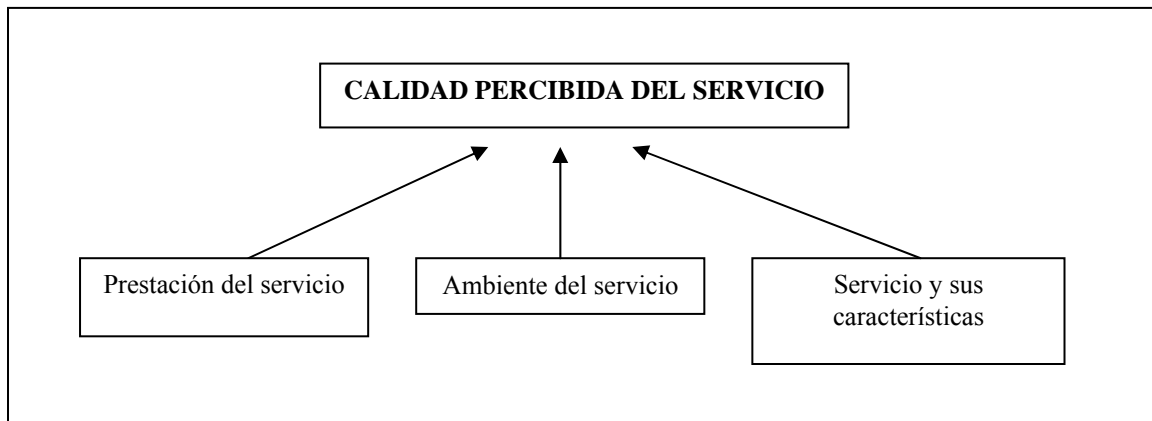 CALIDAD PERCIBIDA DEL SERVICIO
Prestación del servicio
Ambiente del servicio
Servicio y sus
características